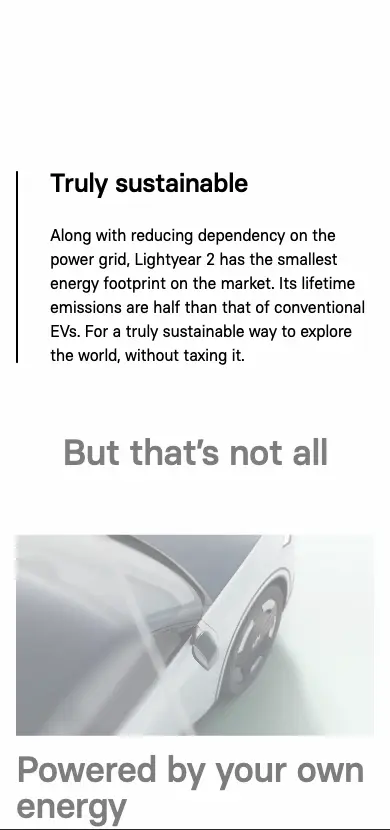 Truly sustainable
Along with reducing dependency on the
power grid, Lightyear 2 has the smallest
energy footprint on the market. Its lifetime
emissions are half than that of conventional
EVs. For a truly sustainable way to explore
the world, without taxing it.
But that’s not all
Powered by your own
energy